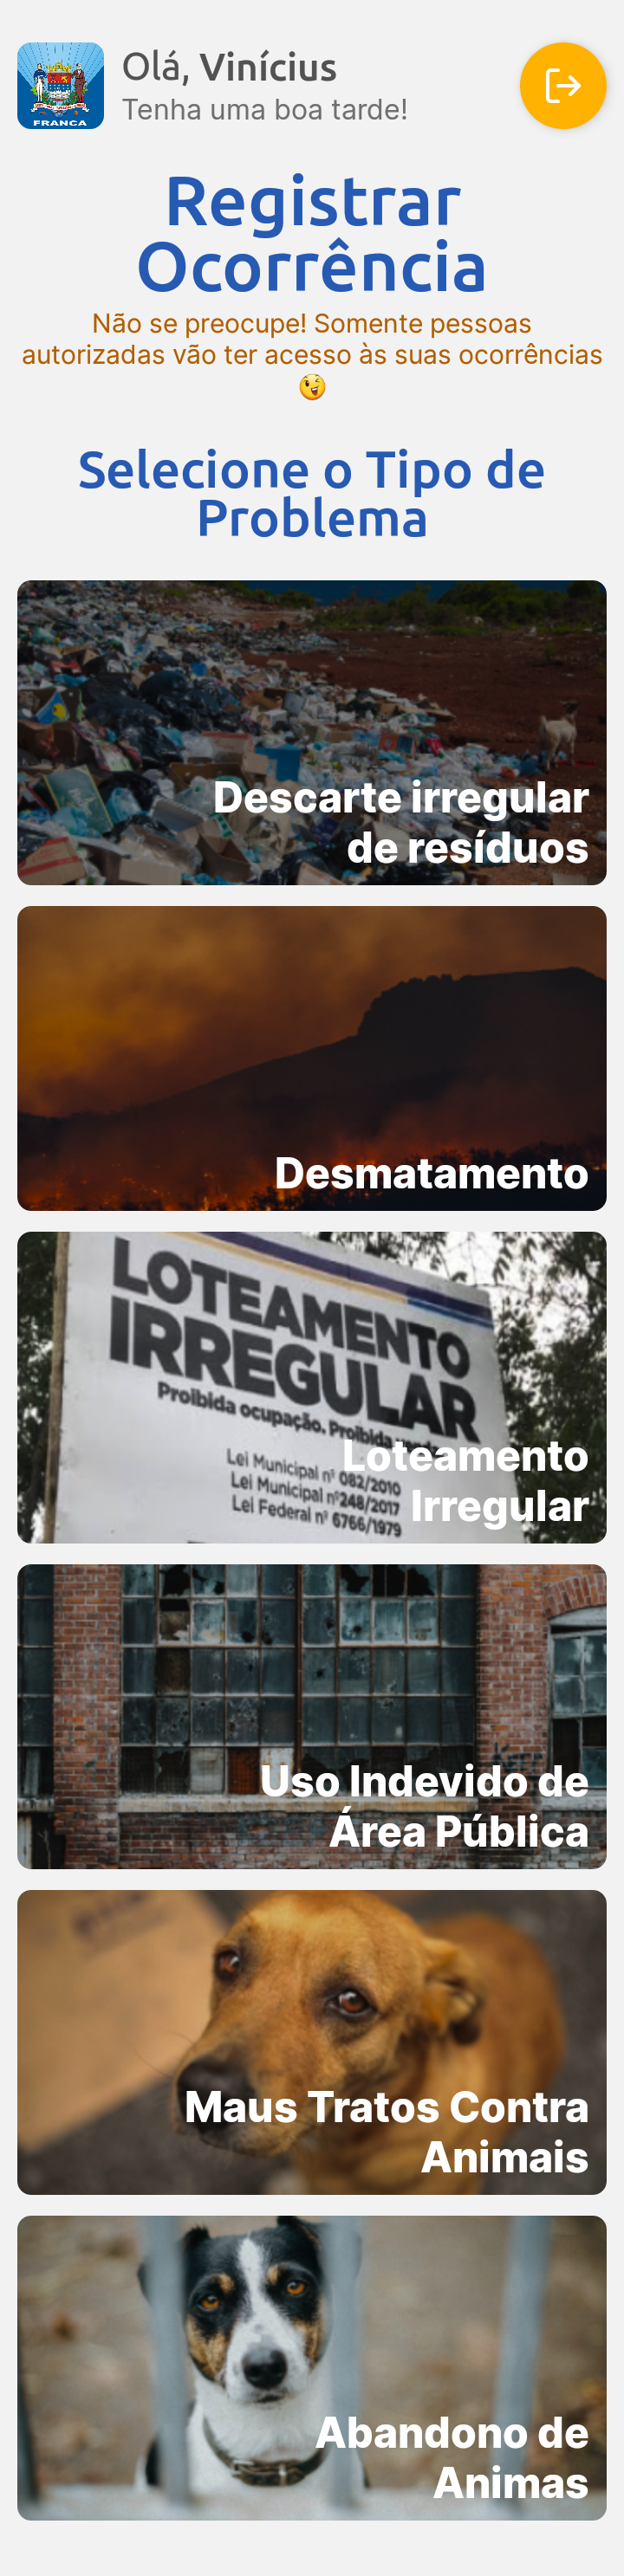 FRANCA
Olá, Vinícius
Tenha uma boa tarde!
Registrar
Ocorrência
Não se preocupe! Somente pessoas
autorizadas vão ter acesso às suas ocorrências
😉
Selecione o Tipo de
Problema
Descarte irregular
de resíduos
Desmatamento
LOTEAMENTO
IRREGULAR
Proibida ocupação. Proibida
Lei Municipal nº 082/2010
Lei Municipal nº248/2017
Lei Federal nº 6766/1979
Loteamento
Irregular
Uso Indevido de
Área Pública
Maus Tratos Contra
Animais
Abandono de
Animas